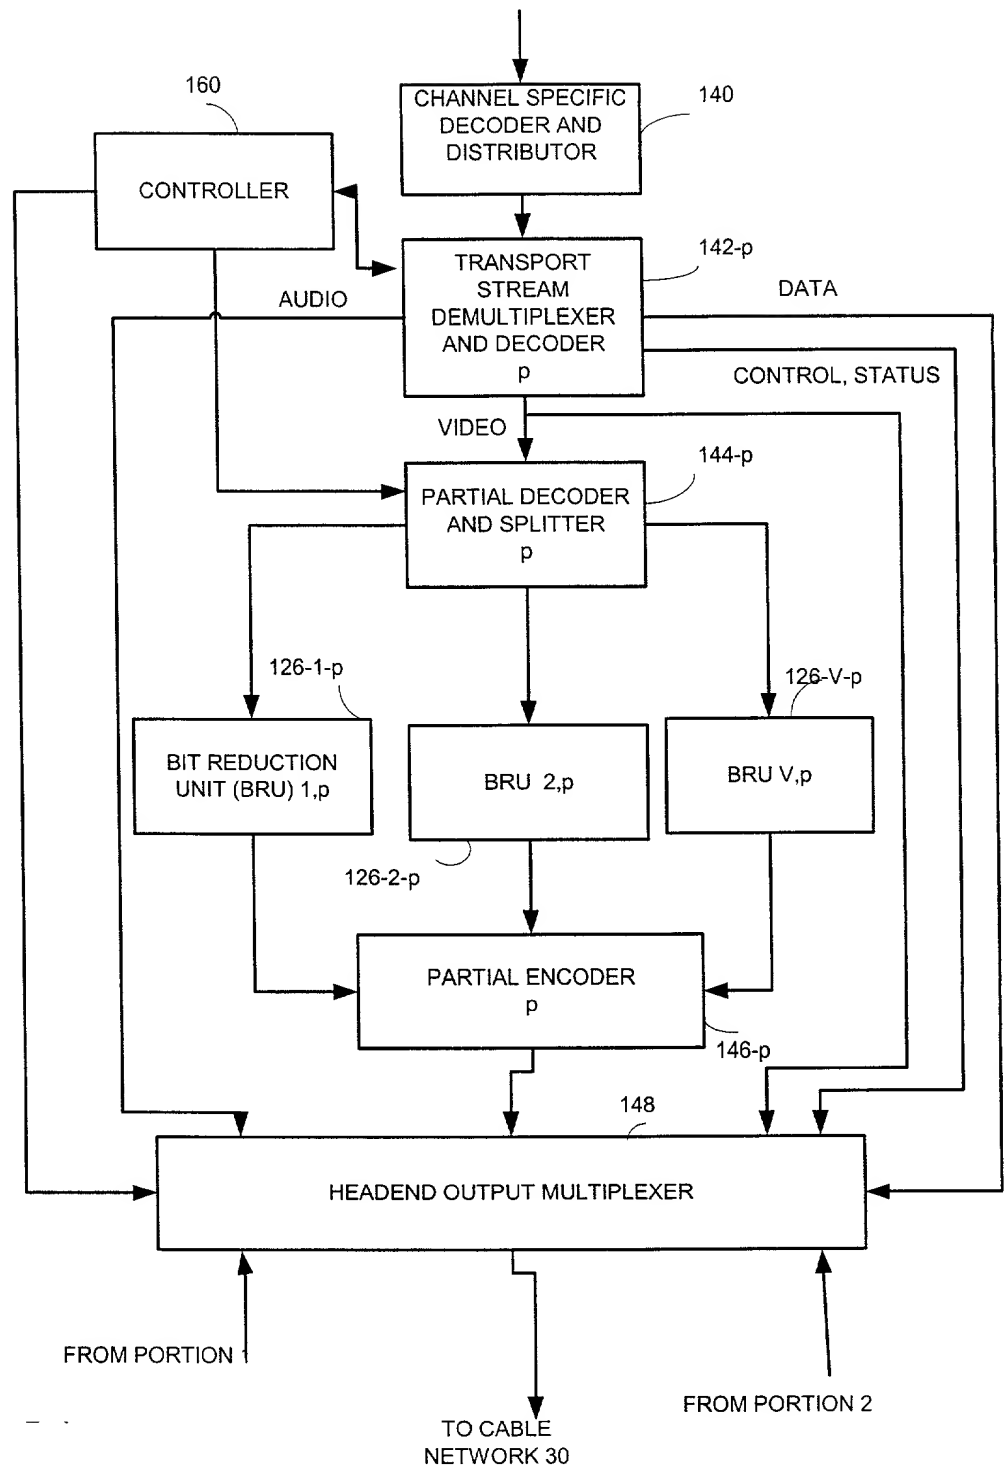 160
CHANNEL SPECIFIC
DECODER AND
DISTRIBUTOR
140
CONTROLLER
142-p
TRANSPORT
STREAM
DEMULTIPLEXER
AND DECODER
p
AUDIO
DATA
CONTROL, STATUS
VIDEO
144-p
PARTIAL DECODER
AND SPLITTER
p
126-1-p
126-V-p
BIT REDUCTION
UNIT (BRU) 1,p
BRU 2,p
BRU V,p
126-2-p
PARTIAL ENCODER
p
146-p
148
HEADEND OUTPUT MULTIPLEXER
FROM PORTION
FROM PORTION 2
TO CABLE
NETWORK 30